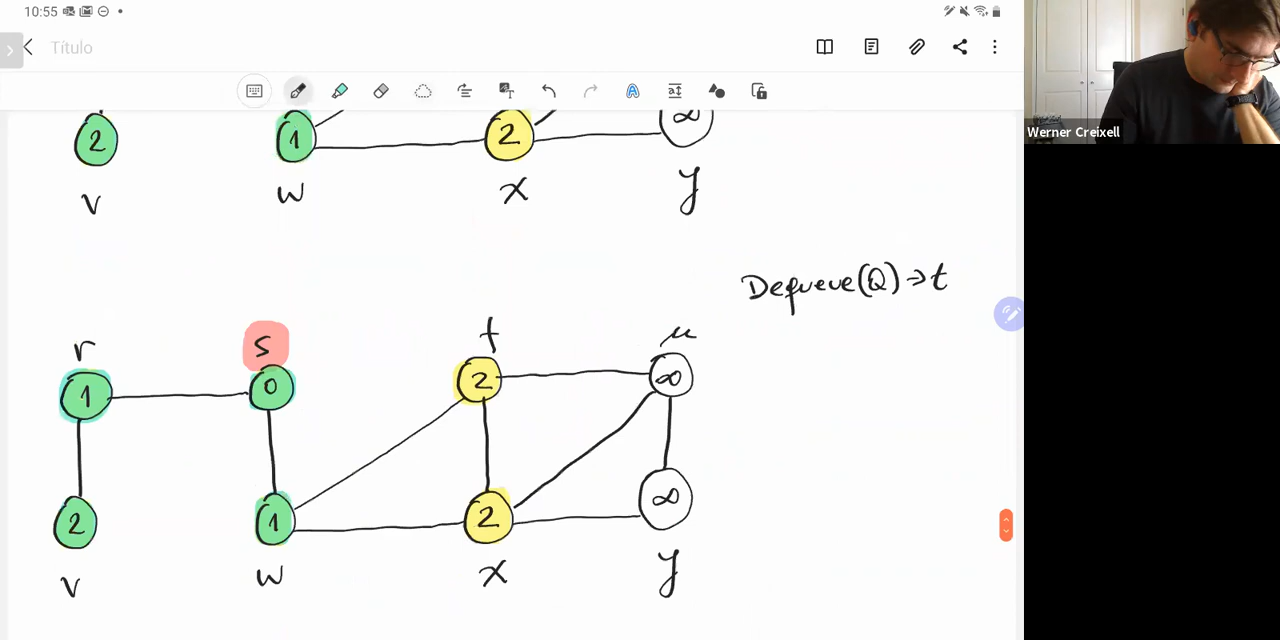 10:55
Título
Werner Creixell
2 1 2 ∞
v w x y
Dequeue(Q) => t
r s t u
1 0 2 ∞
2 1 2 ∞
v w x y